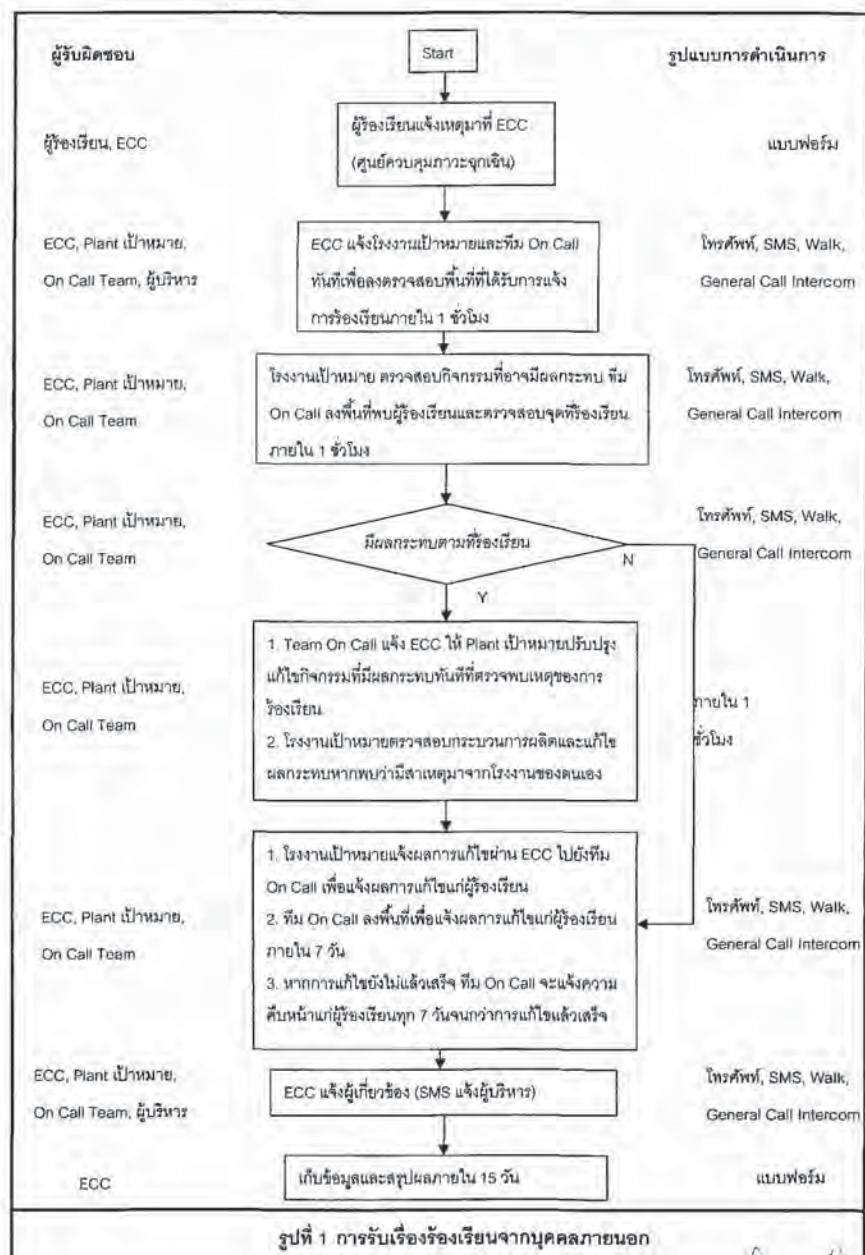 ผู้รับผิดชอบ
Start
รูปแบบการดำเนินการ
ผู้ร้องเรียน, ECC
ผู้ร้องเรียนแจ้งเหตุมาที่ ECC
(ศูนย์ควบคุมภาวะฉุกเฉิน)
แบบฟอร์ม
ECC, Plant เป้าหมาย,
On Call Team, ผู้บริหาร
ECC แจ้งโรงงานเป้าหมายและทีม On Call
ทันทีเพื่อลงตรวจสอบพื้นที่ที่ได้รับการแจ้ง
การร้องเรียนภายใน 1 ชั่วโมง
โทรศัพท์, SMS, Walk,
General Call Intercom
ECC, Plant เป้าหมาย,
On Call Team
โรงงานเป้าหมาย ตรวจสอบกิจกรรมที่อาจมีผลกระทบ ทีม
On Call ลงพื้นที่พบผู้ร้องเรียนและตรวจสอบจุดที่ร้องเรียน
ภายใน 1 ชั่วโมง
โทรศัพท์, SMS, Walk,
General Call Intercom
ECC, Plant เป้าหมาย,
On Call Team
มีผลกระทบตามที่ร้องเรียน
N
Y
โทรศัพท์, SMS, Walk,
General Call Intercom
ECC, Plant เป้าหมาย,
On Call Team
1. Team On Call แจ้ง ECC ให้ Plant เป้าหมายปรับปรุง
แก้ไขกิจกรรมที่มีผลกระทบทันทีที่ตรวจพบเหตุของการ
ร้องเรียน
2. โรงงานเป้าหมายตรวจสอบกระบวนการผลิตและแก้ไข
ผลกระทบหากพบว่ามีสาเหตุมาจากโรงงานของตนเอง
ภายใน 1
ชั่วโมง
ECC, Plant เป้าหมาย,
On Call Team
1. โรงงานเป้าหมายแจ้งผลการแก้ไขผ่าน ECC ไปยังทีม
On Call เพื่อแจ้งผลการแก้ไขแก่ผู้ร้องเรียน
2. ทีม On Call ลงพื้นที่เพื่อแจ้งผลการแก้ไขแก่ผู้ร้องเรียน
ภายใน 7 วัน
3. หากการแก้ไขยังไม่แล้วเสร็จ ทีม On Call จะแจ้งความ
คืบหน้าแก่ผู้ร้องเรียนทุก 7 วันจนกว่าการแก้ไขแล้วเสร็จ
โทรศัพท์, SMS, Walk,
General Call Intercom
ECC, Plant เป้าหมาย,
On Call Team, ผู้บริหาร
ECC แจ้งผู้เกี่ยวข้อง (SMS แจ้งผู้บริหาร)
โทรศัพท์, SMS, Walk,
General Call Intercom
ECC
เก็บข้อมูลและสรุปผลภายใน 15 วัน
แบบฟอร์ม
รูปที่ 1 การรับเรื่องร้องเรียนจากบุคคลภายนอก